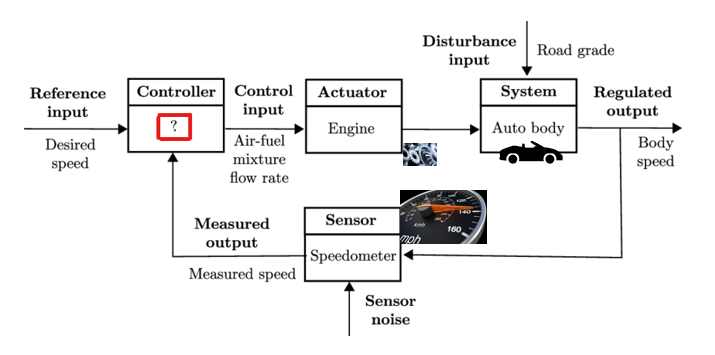 Disturbance
input
Road grade
Reference
input
Desired
speed
Controller
?
Control
input
Air-fuel
mixture
flow rate
Actuator
Engine
System
Auto body
Regulated
output
Body
speed
Measured
output
Measured speed
Sensor
Speedometer
120
140
160
km/h
mph
Sensor
noise